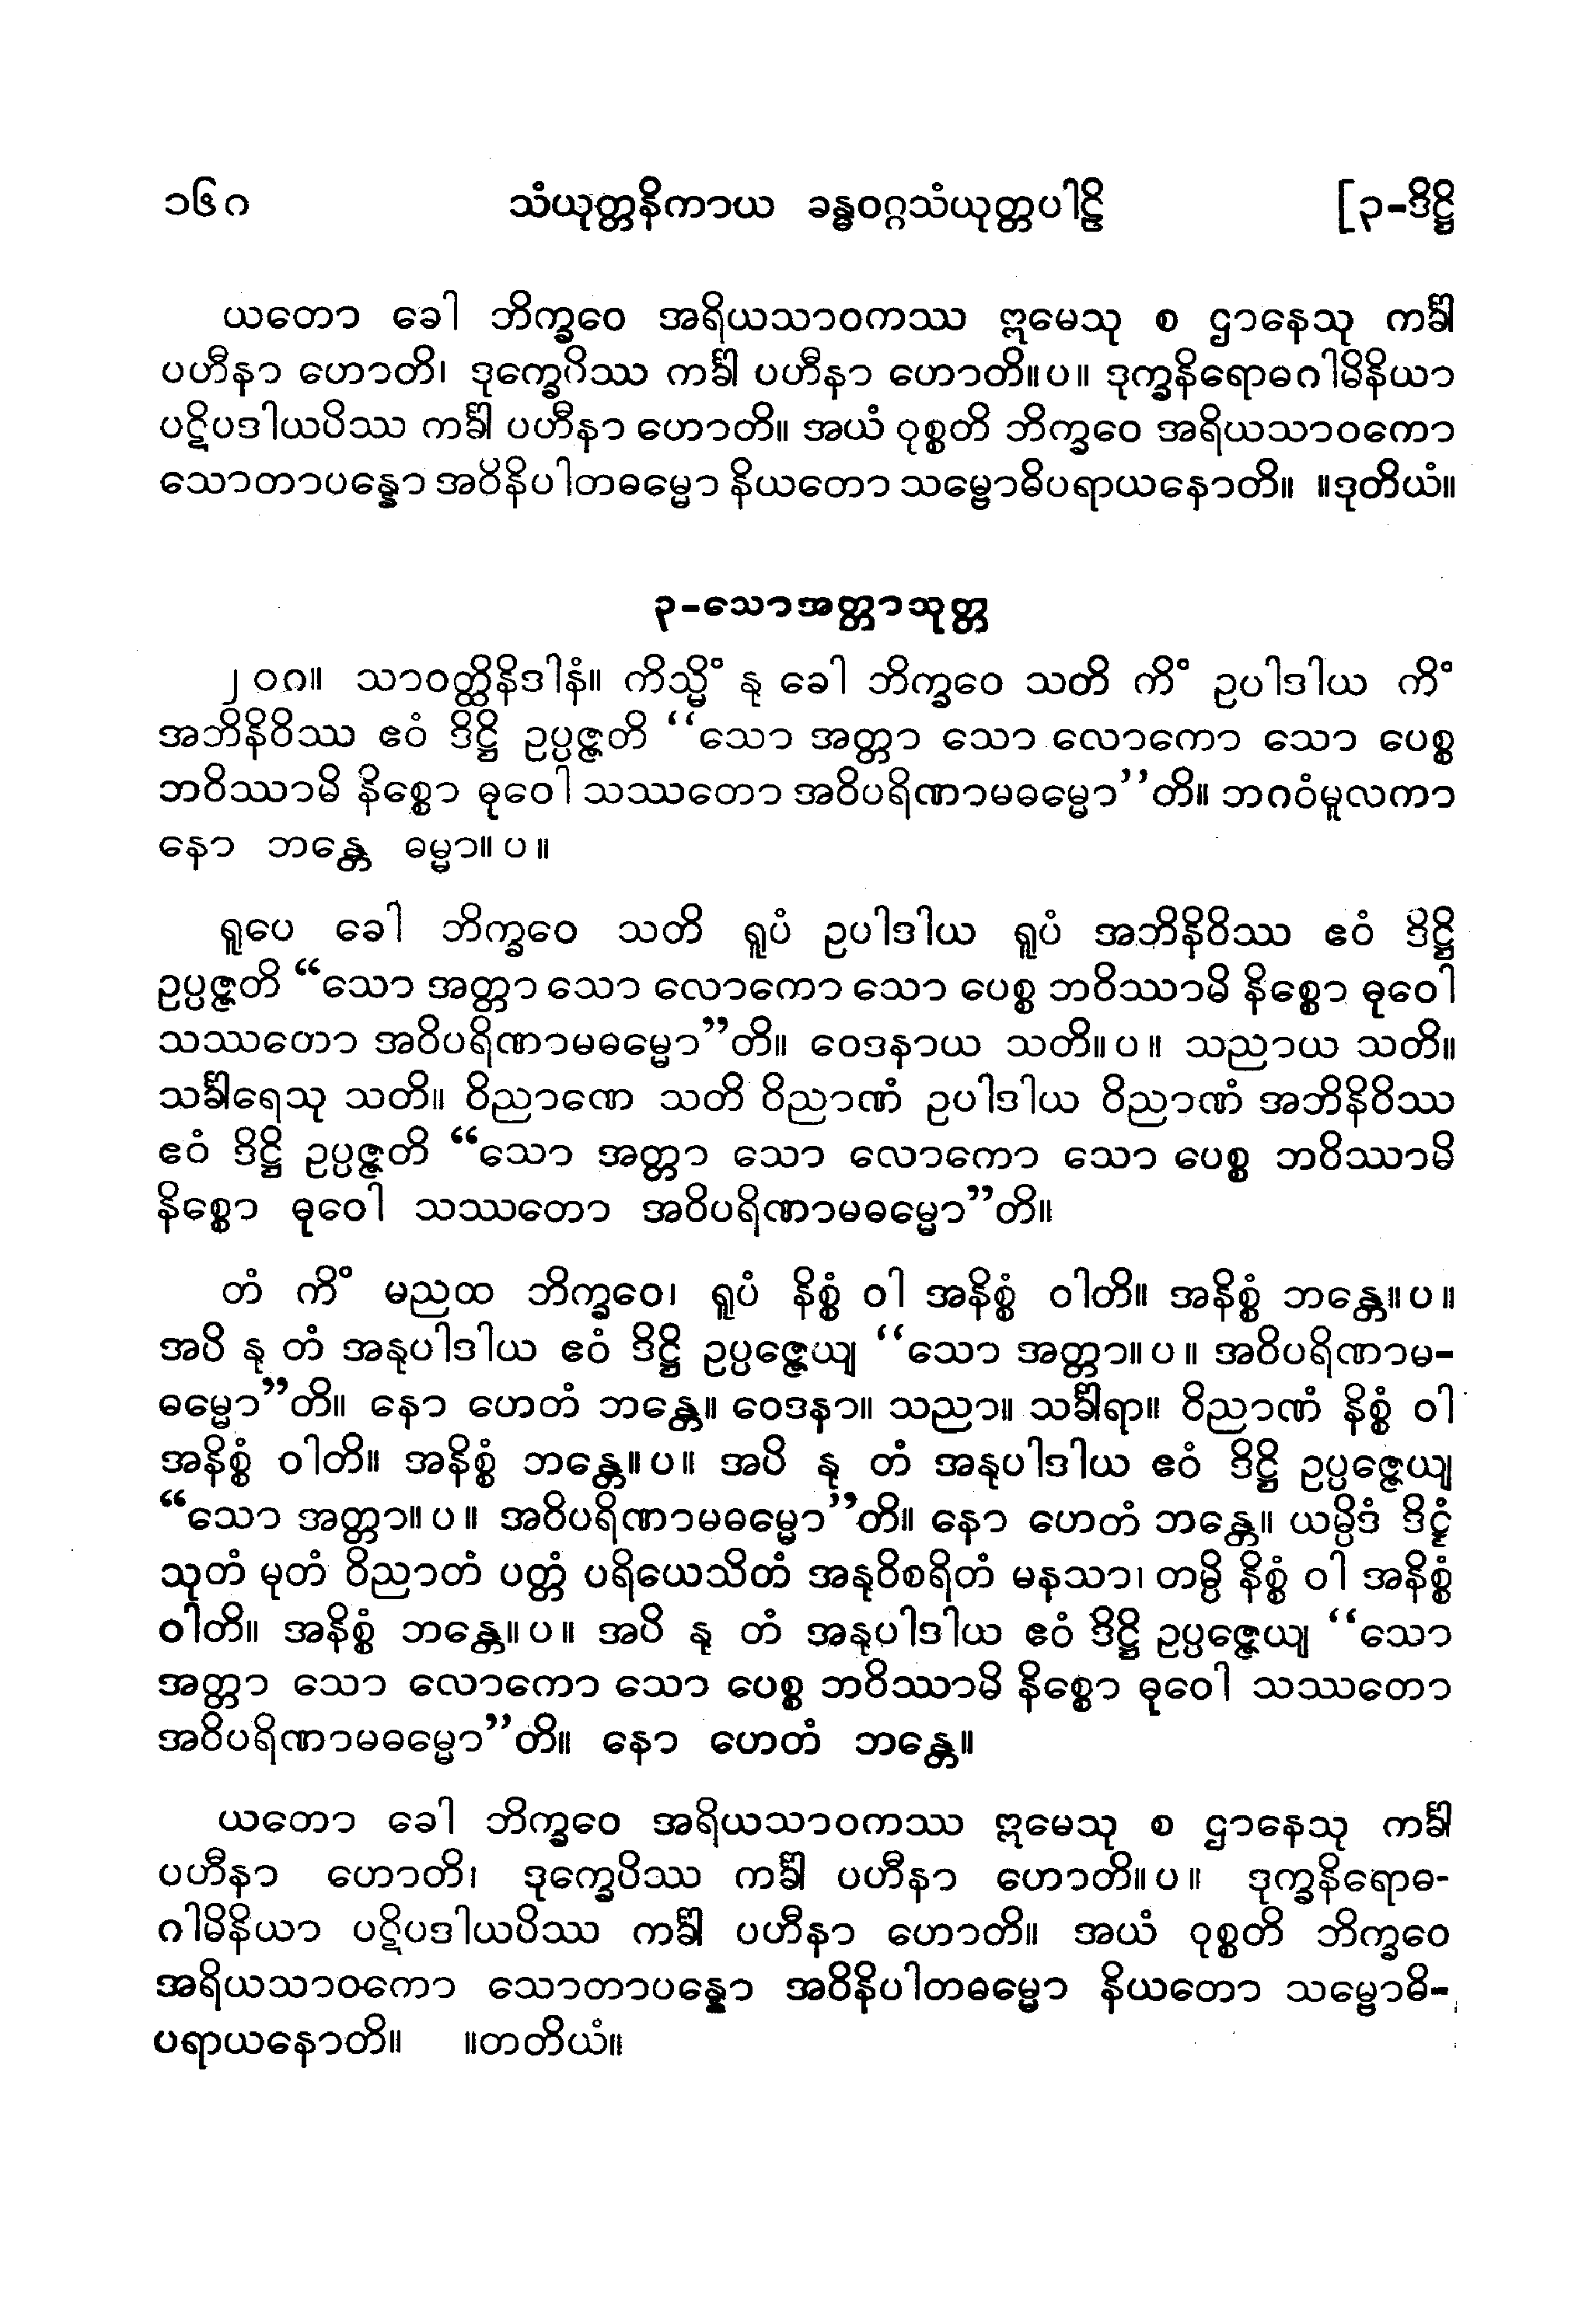 ၁၆ဂ သံယုတ္တနိကာယ ခန္ဓဝဂ္ဂသံယုတ္တပါဠိ [၃-ဒိဋ္ဌိ
ယတော ခေါ ဘိက္ခဝေ အရိယသာဝကဿ ဣမေသု စ ဌာနေသု ကင်္ခါ
ပဟီနာ ဟောတိ၊ ဒုက္ခေပိဿ ကင်္ခါ ပဟီနာ ဟောတိ။ပ။ ဒုက္ခနိရောဓဂါမိနိယာ
ပဋိပဒါယပိဿ ကင်္ခါ ပဟီနာ ဟောတိ။ အယံ ဝုစ္စတိ ဘိက္ခဝေ အရိယသာဝကော
သောတာပန္နော အဝိနိပါတဓမ္မော နိယတော သမ္ဗောဓိပရာယနောတိ။ ။ဒုတိယံ။
၃-သောအတ္တာသုတ္တ
၂၀ဂ။ သာဝတ္ထိနိဒါနံ။ ကိသ္မိံ နု ခေါ ဘိက္ခဝေ သတိ ကိံ ဥပါဒါယ ကိံ
အဘိနိဝိဿ ဧဝံ ဒိဋ္ဌိ ဥပ္ပဇ္ဇတိ “သော အတ္တာ သော လောကော သော ပေစ္စ
ဘဝိဿာမိ နိစ္စော ဓုဝေါ သဿတော အဝိပရိဏာမဓမ္မော”တိ။ ဘဂဝံမူလကာ
နော ဘန္တေ ဓမ္မာ။ပ။
ရူပေ ခေါ ဘိက္ခဝေ သတိ ရူပံ ဥပါဒါယ ရူပံ အဘိနိဝိဿ ဧဝံ ဒိဋ္ဌိ
ဥပ္ပဇ္ဇတိ “သော အတ္တာ သော လောကော သော ပေစ္စ ဘဝိဿာမိ နိစ္စော ဓုဝေါ
သဿတော အဝိပရိဏာမဓမ္မော”တိ။ ဝေဒနာယ သတိ။ပ။ သညာယ သတိ။
သင်္ခါရေသု သတိ။ ဝိညာဏေ သတိ ဝိညာဏံ ဥပါဒါယ ဝိညာဏံ အဘိနိဝိဿ
ဧဝံ ဒိဋ္ဌိ ဥပ္ပဇ္ဇတိ “သော အတ္တာ သော လောကော သော ပေစ္စ ဘဝိဿာမိ
နိစ္စော ဓုဝေါ သဿတော အဝိပရိဏာမဓမ္မော”တိ။
တံ ကိံ မညထ ဘိက္ခဝေ၊ ရူပံ နိစ္စံ ဝါ အနိစ္စံ ဝါတိ။ အနိစ္စံ ဘန္တေ။ပ။
အပိ နု တံ အနုပါဒါယ ဧဝံ ဒိဋ္ဌိ ဥပ္ပဇ္ဇေယျ “သော အတ္တာ။ပ။ အဝိပရိဏာမ-
ဓမ္မော”တိ။ နော ဟေတံ ဘန္တေ။ ဝေဒနာ။ သညာ။ သင်္ခါရာ။ ဝိညာဏံ နိစ္စံ ဝါ
အနိစ္စံ ဝါတိ။ အနိစ္စံ ဘန္တေ။ပ။ အပိ နု တံ အနုပါဒါယ ဧဝံ ဒိဋ္ဌိ ဥပ္ပဇ္ဇေယျ
“သော အတ္တာ။ပ။ အဝိပရိဏာမဓမ္မော”တိ။ နော ဟေတံ ဘန္တေ။ ယမ္ပိဒံ ဒိဋ္ဌံ
သုတံ မုတံ ဝိညာတံ ပတ္တံ ပရိယေသိတံ အနုဝိစရိတံ မနသာ၊ တမ္ပိ နိစ္စံ ဝါ အနိစ္စံ
ဝါတိ။ အနိစ္စံ ဘန္တေ။ပ။ အပိ နု တံ အနုပါဒါယ ဧဝံ ဒိဋ္ဌိ ဥပ္ပဇ္ဇေယျ “သော
အတ္တာ သော လောကော သော ပေစ္စ ဘဝိဿာမိ နိစ္စော ဓုဝေါ သဿတော
အဝိပရိဏာမဓမ္မော”တိ။ နော ဟေတံ ဘန္တေ။
ယတော ခေါ ဘိက္ခဝေ အရိယသာဝကဿ ဣမေသု စ ဌာနေသု ကင်္ခါ
ပဟီနာ ဟောတိ၊ ဒုက္ခေပိဿ ကင်္ခါ ပဟီနာ ဟောတိ။ပ။ ဒုက္ခနိရောဓ-
ဂါမိနိယာ ပဋိပဒါယပိဿ ကင်္ခါ ပဟီနာ ဟောတိ။ အယံ ဝုစ္စတိ ဘိက္ခဝေ
အရိယသာဝကော သောတာပန္နော အဝိနိပါတဓမ္မော နိယတော သမ္ဗောဓိ-
ပရာယနောတိ။ ။တတိယံ။